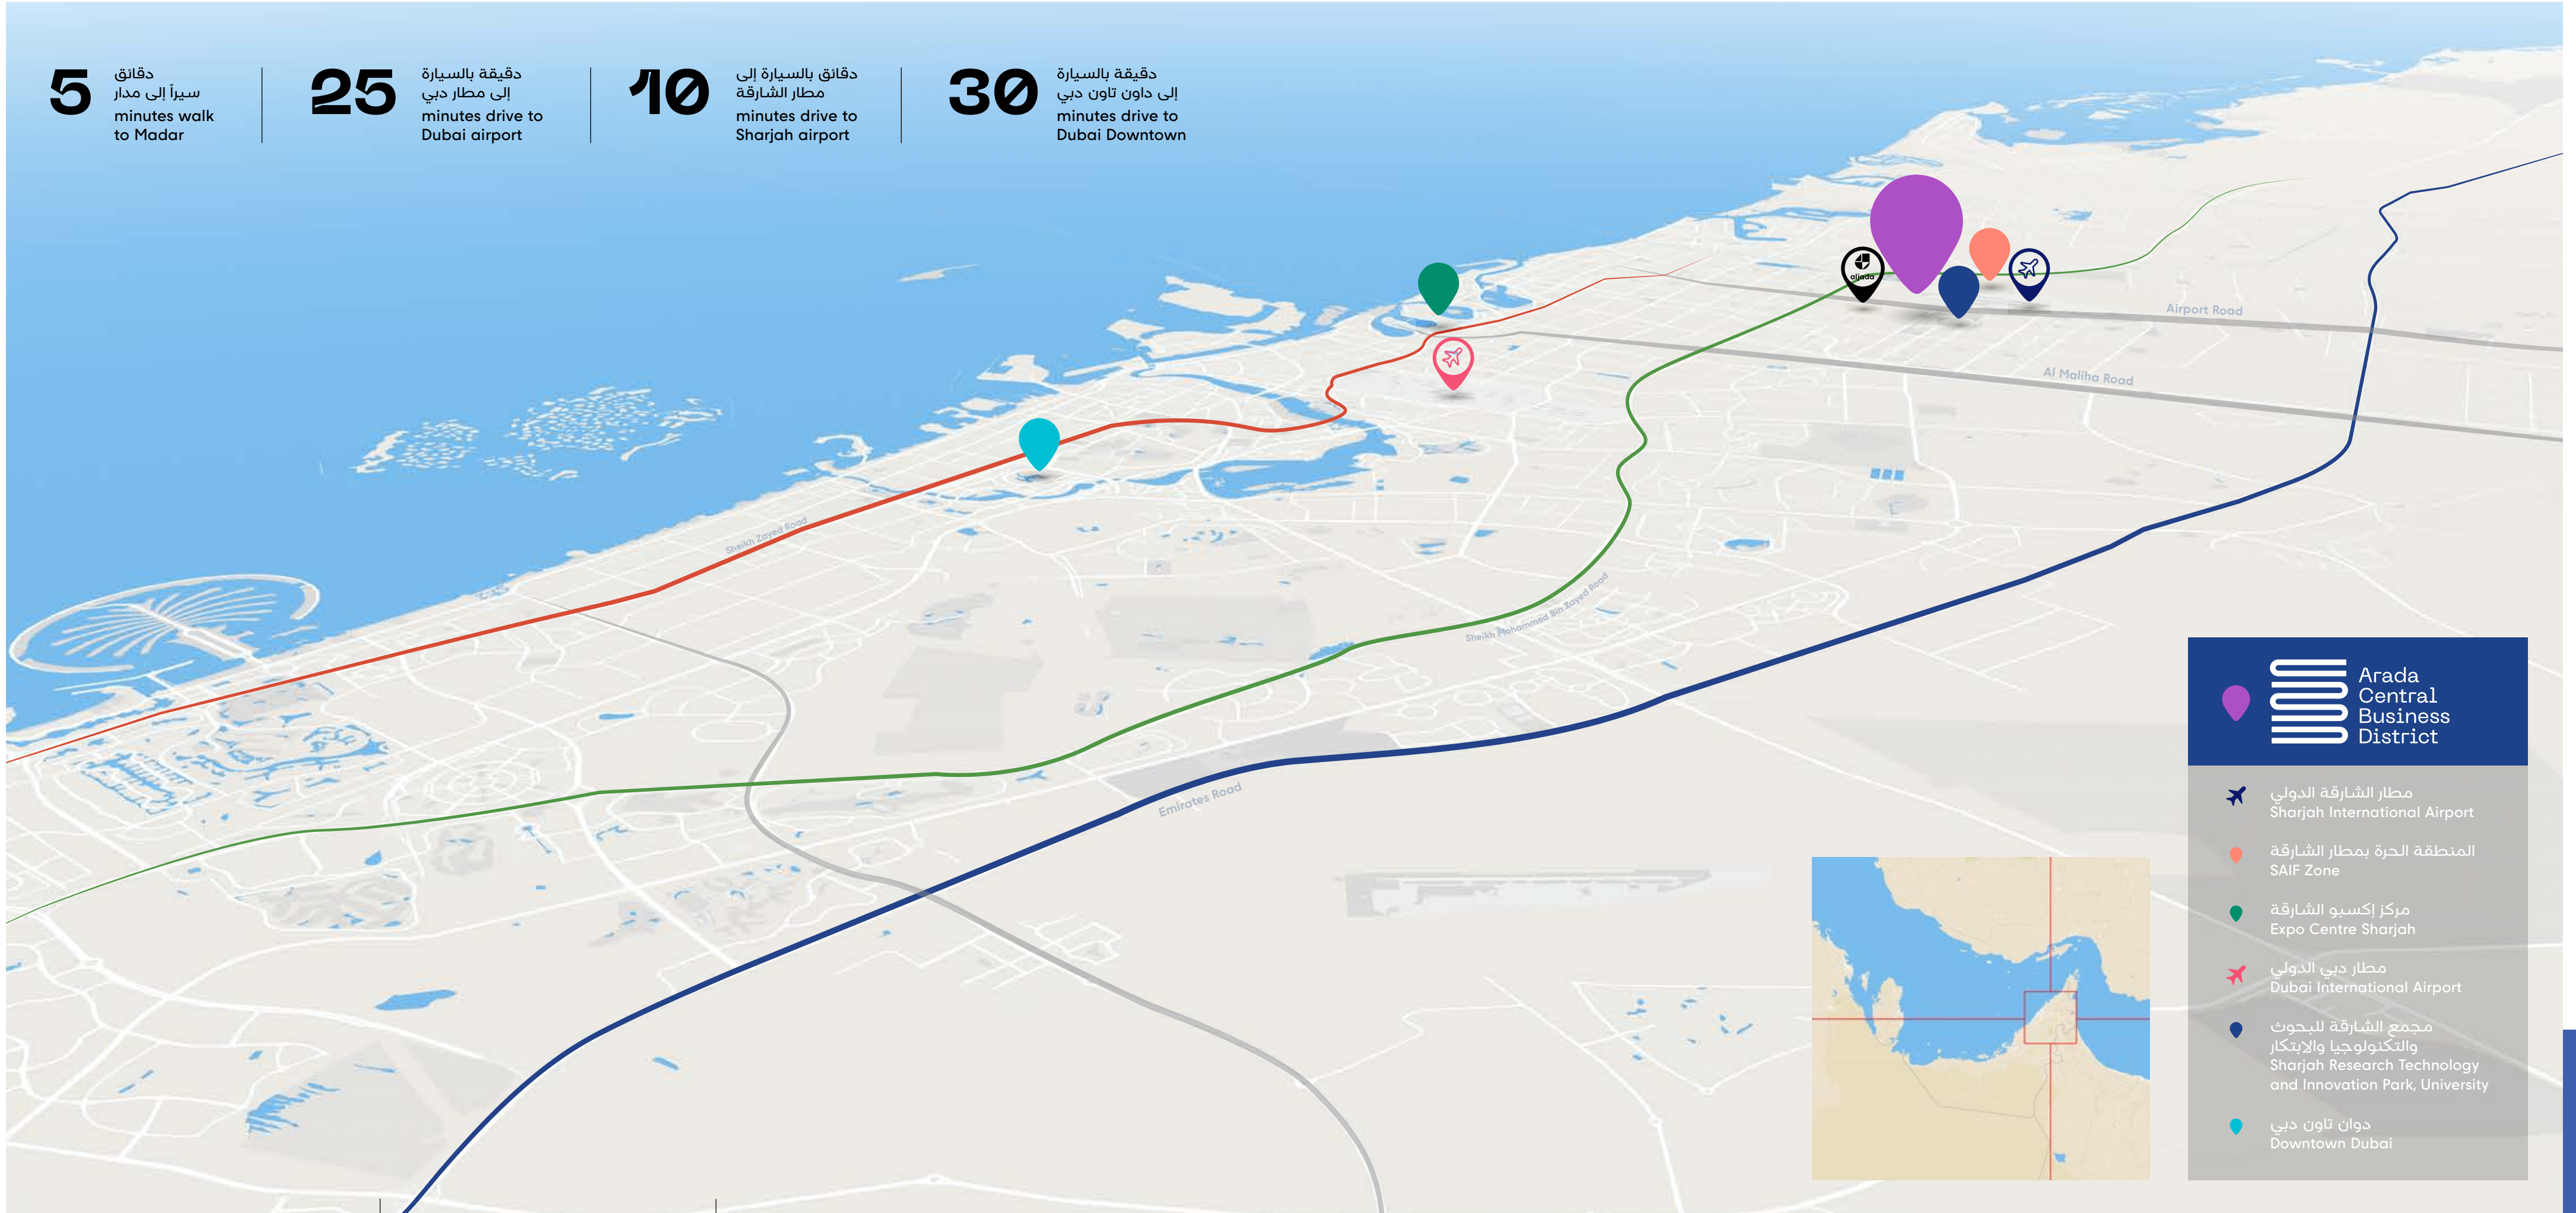 5
دقائق
سيراً إلى مدار
minutes walk
to Madar
25
دقيقة بالسيارة
إلى مطار دبي
minutes drive to
Dubai airport
10
دقائق بالسيارة إلى
مطار الشارقة
minutes drive to
Sharjah airport
30
دقيقة بالسيارة
إلى داون تاون دبي
minutes drive to
Dubai Downtown
aljada
Airport Road
Al Maliha Road
Sheikh Zayed Road
Sheikh Mohammed Bin Zayed Road
Emirates Road
Arada
Central
Business
District
مطار الشارقة الدولي
Sharjah International Airport
المنطقة الحرة بمطار الشارقة
SAIF Zone
مركز إكسبو الشارقة
Expo Centre Sharjah
مطار دبي الدولي
Dubai International Airport
مجمع الشارقة للبحوث
والتكنولوجيا والابتكار
Sharjah Research Technology
and Innovation Park, University
دوان تاون دبي
Downtown Dubai